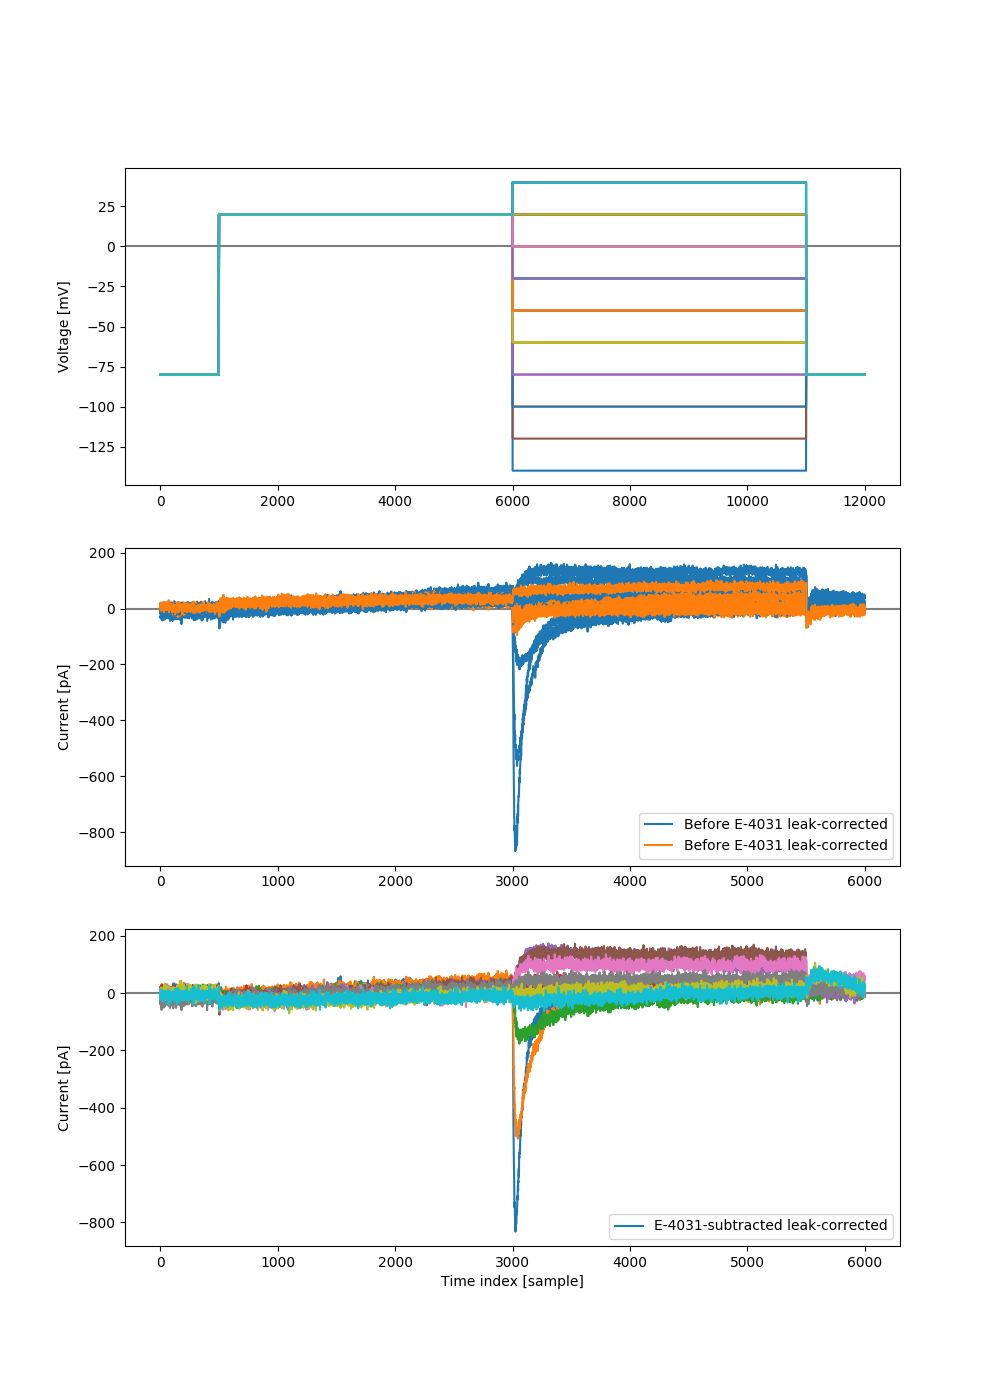 25
0
−25
−50
−75
−100
−125
Voltage [mV]
0 2000 4000 6000 8000 10000 12000
200
0
−200
−400
−600
−800
Current [pA]
Before E-4031 leak-corrected
Before E-4031 leak-corrected
0 1000 2000 3000 4000 5000 6000
200
0
−200
−400
−600
−800
Current [pA]
E-4031-subtracted leak-corrected
0 1000 2000 3000 4000 5000 6000
Time index [sample]